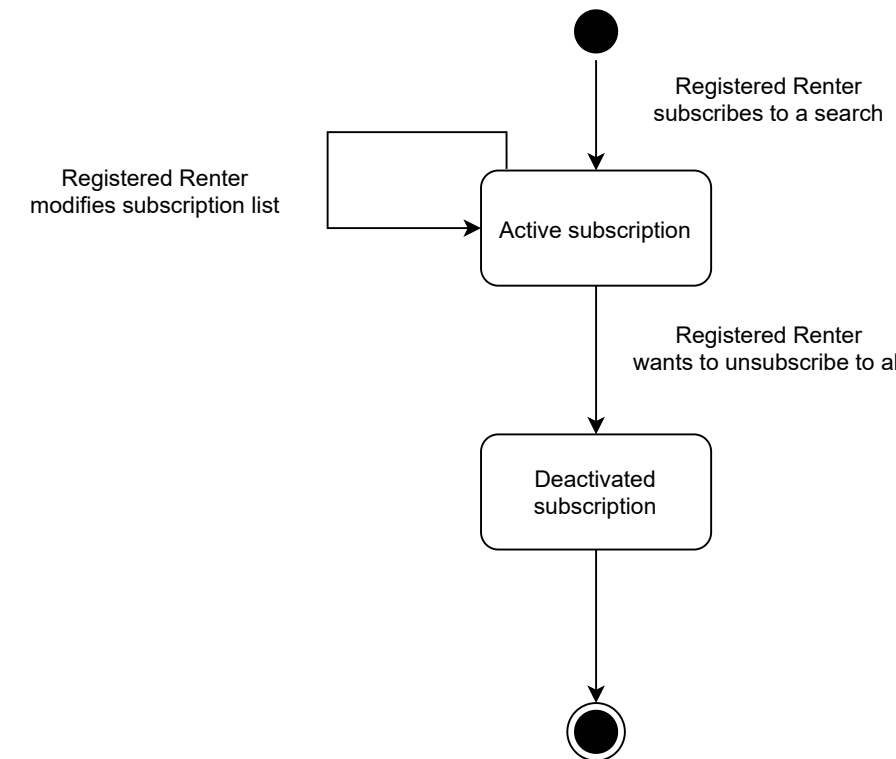 Registered Renter
subscribes to a search
Registered Renter
modifies subscription list
Active subscription
Registered Renter
wants to unsubscribe to
Deactivated
subscription